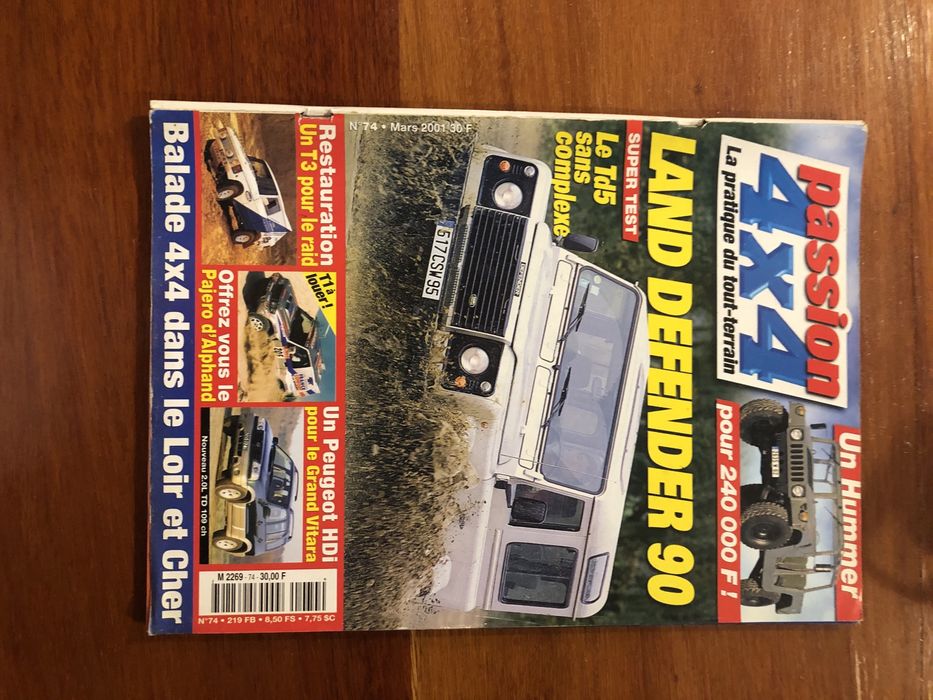 passion
4x4
La pratique du tout-terrain
Un Hummer
pour 240 000 F !
LAND DEFENDER 90
SUPER TEST
Le Td5
sans
complexe
N°74 • Mars 2001 30 F
517 CSW 95
Restauration
Un T3 pour le raid
T1 à
louer !
Offrez vous le
Pajero d'Alphand
Un Peugeot HDi
pour le Grand Vitara
Nouveau 2.0L TD 109 ch
M 2269 - 74 - 30,00 F
N°74 • 219 FB • 8,50 FS • 7,75 $C
Balade 4x4 dans le Loir et Cher